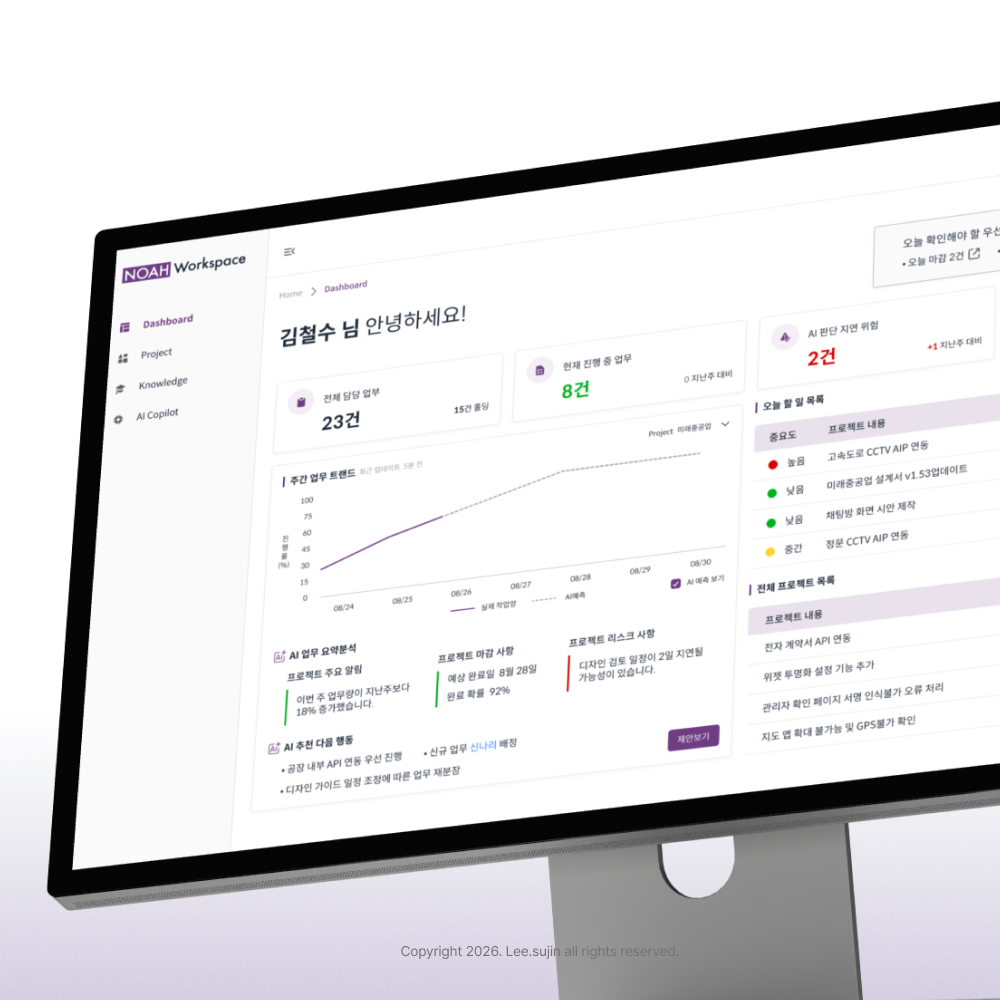 NOAH Workspace
Dashboard
Project
Knowledge
AI Copilot
Home > Dashboard
김철수 님 안녕하세요!
오늘 확인해야 할 우선
• 오늘 마감 2건
전체 담당 업부
23건
15건 홀딩
현재 진행 중 업무
8건
0 지난주 대비
AI 판단 지연 위험
2건
+1 지난주 대비
주간 업무 트랜드 최근 업데이트 5분 전
Project 미래중공업
진행률(%)
100
75
60
45
30
15
0
08/24
08/25
08/26
08/27
08/28
08/29
08/30
실제 작업량
AI예측
AI 예측 보기
AI 업무 요약분석
프로젝트 주요 알림
이번 주 업무량이 지난주보다
18% 증가했습니다.
프로젝트 마감 사항
예상 완료일 8월 28일
완료 확률 92%
프로젝트 리스크 사항
디자인 검토 일정이 2일 지연될
가능성이 있습니다.
AI 추천 다음 행동
• 공장 내부 API 연동 우선 진행
• 신규 업무 신나리 배정
• 디자인 가이드 일정 조정에 따른 업무 재분장
제안보기
오늘 할 일 목록
중요도 프로젝트 내용
높음 고속도로 CCTV AIP 연동
낮음 미래중공업 설계서 v1.53업데이트
낮음 채팅방 화면 시안 제작
중간 정문 CCTV AIP 연동
전체 프로젝트 목록
프로젝트 내용
전자 계약서 API 연동
위젯 투명화 설정 기능 추가
관리자 확인 페이지 서명 인식불가 오류 처리
지도 앱 확대 불가능 및 GPS불가 확인
Copyright 2026. Lee.sujin all rights reserved.